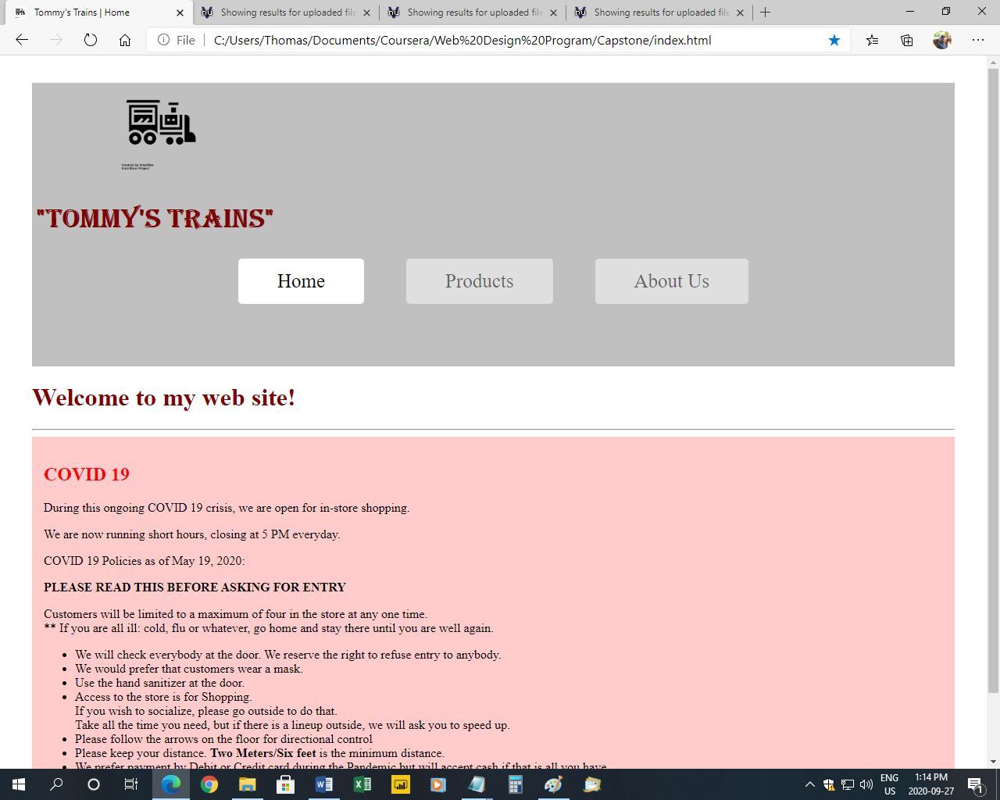 Tommy's Trains | Home
Showing results for uploaded file
Showing results for uploaded file
Showing results for uploaded file
File
C:/Users/Thomas/Documents/Coursera/Web%20Design%20Program/Capstone/index.html
from Noun Project
"TOMMY'S TRAINS"
Home Products About Us
Welcome to my web site!
COVID 19
During this ongoing COVID 19 crisis, we are open for in-store shopping.
We are now running short hours, closing at 5 PM everyday.
COVID 19 Policies as of May 19, 2020:
PLEASE READ THIS BEFORE ASKING FOR ENTRY
Customers will be limited to a maximum of four in the store at any one time.
** If you are all ill: cold, flu or whatever, go home and stay there until you are well again.
• We will check everybody at the door. We reserve the right to refuse entry to anybody.
• We would prefer that customers wear a mask.
• Use the hand sanitizer at the door.
• Access to the store is for Shopping.
If you wish to socialize, please go outside to do that.
Take all the time you need, but if there is a lineup outside, we will ask you to speed up.
• Please follow the arrows on the floor for directional control
• Please keep your distance. Two Meters/Six feet is the minimum distance.
• We prefer payment by Debit or Credit card during the Pandemic but will accept cash if that is all you have
ENG
US
1:14 PM
2020-09-27
1